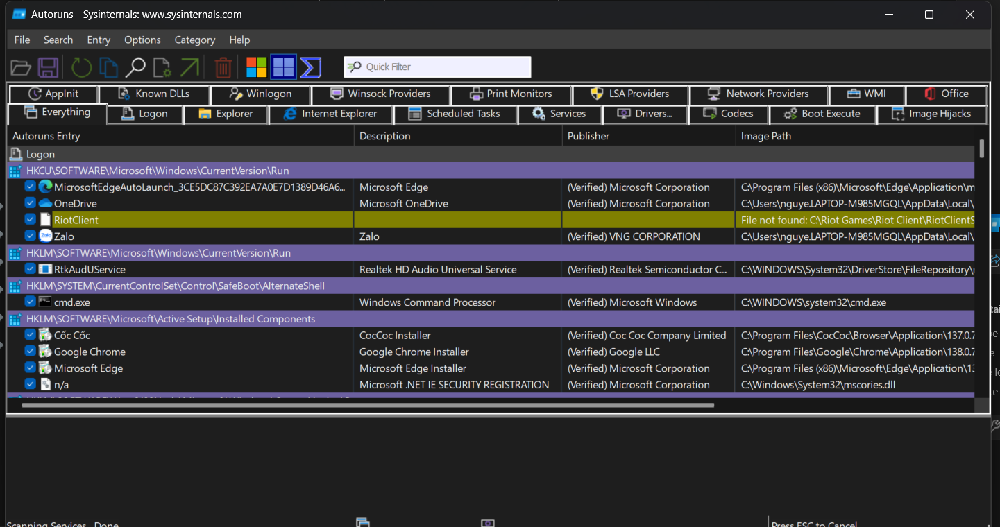 Autoruns - Sysinternals: www.sysinternals.com
File Search Entry Options Category Help
Quick Filter
AppInit Known DLLs Winlogon Winsock Providers Print Monitors LSA Providers Network Providers WMI Office
Everything Logon Explorer Internet Explorer Scheduled Tasks Services Drivers... Codecs Boot Execute Image Hijacks
Autoruns Entry Description Publisher Image Path
Logon
HKCU\SOFTWARE\Microsoft\Windows\CurrentVersion\Run
MicrosoftEdgeAutoLaunch_3CE5DC87C392EA7A0E7D1389D46A6... Microsoft Edge (Verified) Microsoft Corporation C:\Program Files (x86)\Microsoft\Edge\Application\m
OneDrive Microsoft OneDrive (Verified) Microsoft Corporation C:\Users\nguye.LAPTOP-M985MGQL\AppData\Local\
RiotClient File not found: C:\Riot Games\Riot Client\RiotClientS
Zalo Zalo (Verified) VNG CORPORATION C:\Users\nguye.LAPTOP-M985MGQL\AppData\Local\
HKLM\SOFTWARE\Microsoft\Windows\CurrentVersion\Run
RtkAudUService Realtek HD Audio Universal Service (Verified) Realtek Semiconductor C... C:\WINDOWS\System32\DriverStore\FileRepository\
HKLM\SYSTEM\CurrentControlSet\Control\SafeBoot\AlternateShell
cmd.exe Windows Command Processor (Verified) Microsoft Windows C:\WINDOWS\system32\cmd.exe
HKLM\SOFTWARE\Microsoft\Active Setup\Installed Components
Cốc Cốc CocCoc Installer (Verified) Coc Coc Company Limited C:\Program Files\CocCoc\Browser\Application\137.0.7
Google Chrome Google Chrome Installer (Verified) Google LLC C:\Program Files\Google\Chrome\Application\138.0.7
Microsoft Edge Microsoft Edge Installer (Verified) Microsoft Corporation C:\Program Files (x86)\Microsoft\Edge\Application\13
n/a Microsoft .NET IE SECURITY REGISTRATION (Verified) Microsoft Corporation C:\Windows\System32\mscories.dll
Scanning Services...Done Press ESC to Cancel